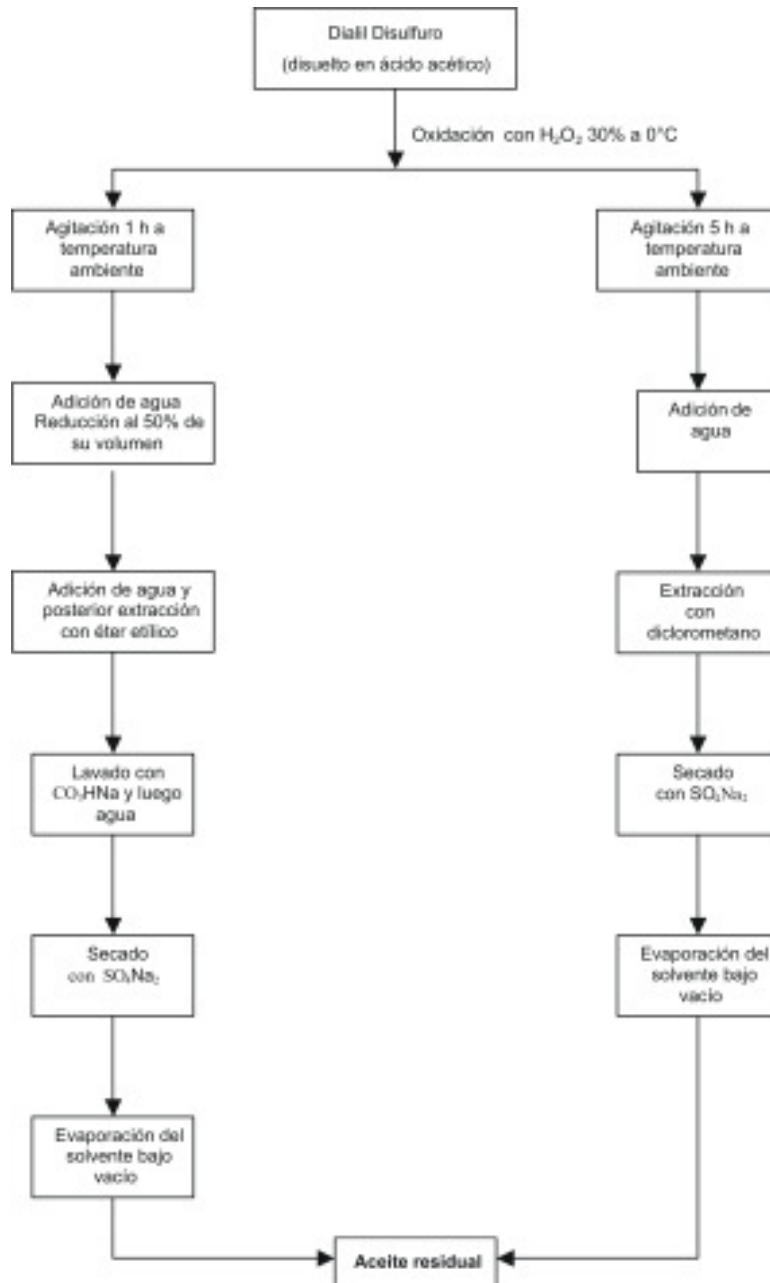 Dialil Disulfuro
(disuelto en ácido acético)
Oxidación con H₂O₂ 30% a 0°C
Agitación 1 h a
temperatura
ambiente
Adición de agua
Reducción al 50% de
su volumen
Adición de agua y
posterior extracción
con éter etílico
Lavado con
CO₃HNa y luego
agua
Secado
con SO₄Na₂
Evaporación del
solvente bajo
vacío
Agitación 5 h a
temperatura
ambiente
Adición de
agua
Extracción
con
diclorometano
Secado
con SO₄Na₂
Evaporación del
solvente bajo
vacío
Aceite residual